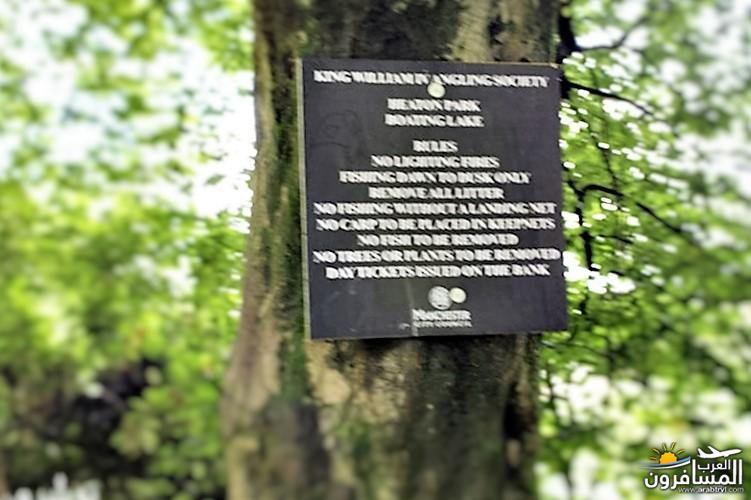 KING WILLIAM IV ANGLING SOCIETY
HEATON PARK
BOATING LAKE
RULES
NO LIGHTING FIRES
FISHING DAWN TO DUSK ONLY
REMOVE ALL LITTER
NO FISHING WITHOUT A LANDING NET
NO CARP TO BE PLACED IN KEEPNETS
NO FISH TO BE REMOVED
NO TREES OR PLANTS TO BE REMOVED
DAY TICKETS ISSUED ON THE BANK
MANCHESTER
CITY COUNCIL
العرب
المسافرون
www.arabtrvl.com